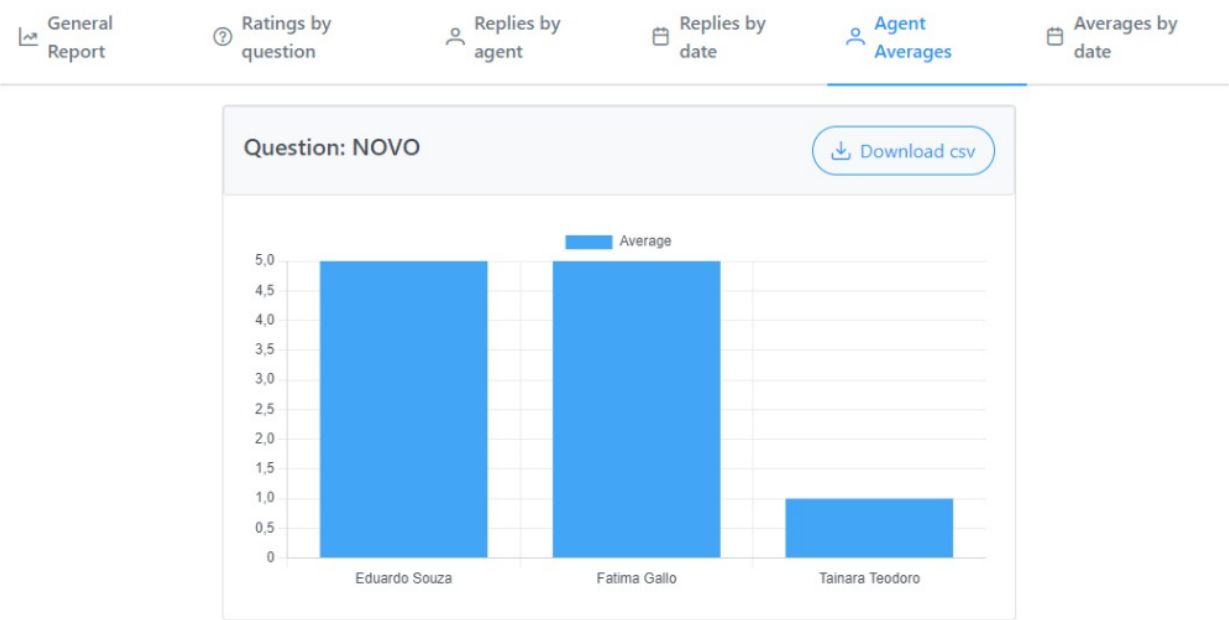 General Report
Ratings by question
Replies by agent
Replies by date
Agent Averages
Averages by date
Question: NOVO
Download csv
Average
5,0
4,5
4,0
3,5
3,0
2,5
2,0
1,5
1,0
0,5
0
Eduardo Souza
Fatima Gallo
Tainara Teodoro